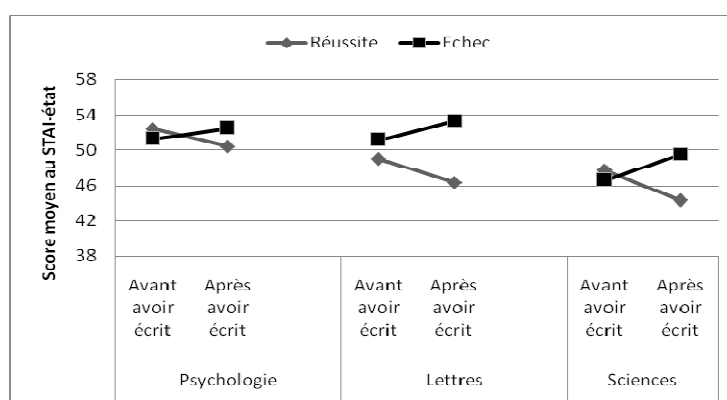 Réussite Echec
Score moyen au STAI-état
58
54
50
46
42
38
Avant avoir écrit
Après avoir écrit
Avant avoir écrit
Après avoir écrit
Avant avoir écrit
Après avoir écrit
Psychologie Lettres Sciences